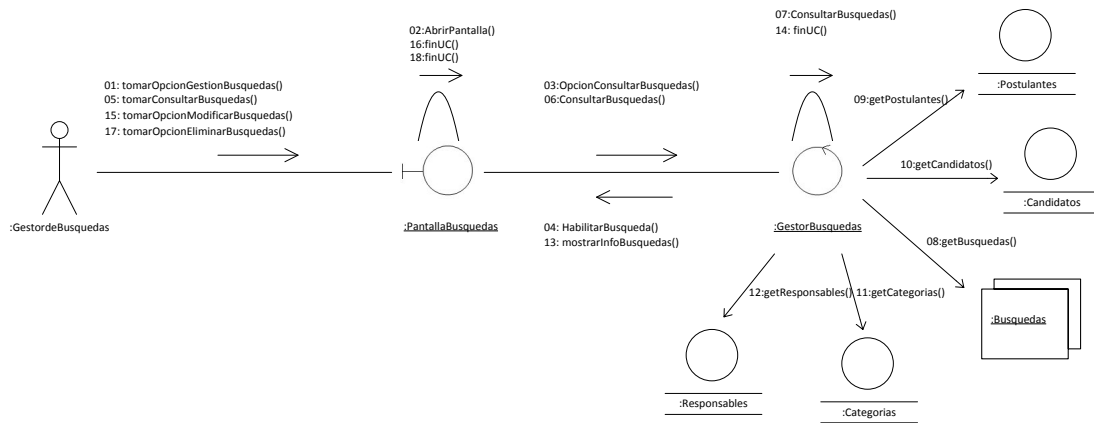 02:AbrirPantalla()
16:finUC()
18:finUC()
07:ConsultarBusquedas()
14: finUC()
01: tomarOpcionGestionBusquedas()
05: tomarConsultarBusquedas()
15: tomarOpcionModificarBusquedas()
17: tomarOpcionEliminarBusquedas()
03:OpcionConsultarBusquedas()
06:ConsultarBusquedas()
:Postulantes
09:getPostulantes()
10:getCandidatos()
:Candidatos
:GestordeBusquedas
:PantallaBusquedas
04: HabilitarBusqueda()
13: mostrarInfoBusquedas()
:GestorBusquedas
08:getBusquedas()
12:getResponsables()
11:getCategorias()
:Busquedas
:Responsables
:Categorias